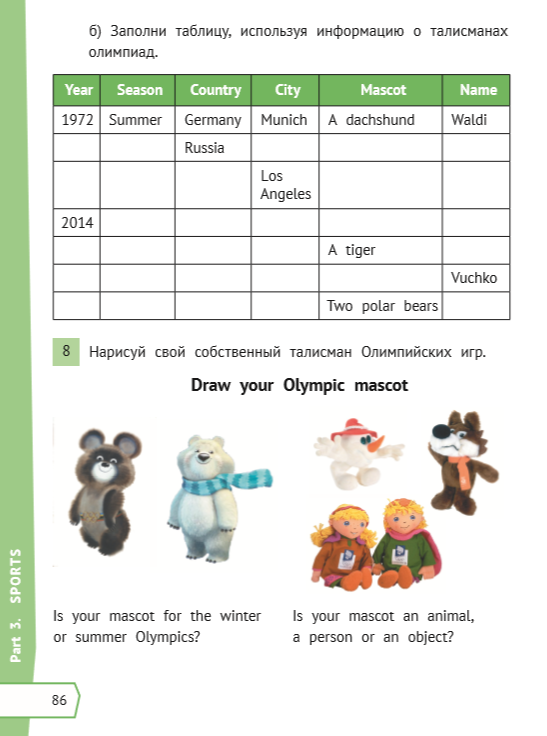 б) Заполни таблицу, используя информацию о талисманах
олимпиад.
Year Season Country City Mascot Name
1972 Summer Germany Munich A dachshund Waldi
Russia
Los
Angeles
2014
A tiger
Vuchko
Two polar bears
8 Нарисуй свой собственный талисман Олимпийских игр.
Draw your Olympic mascot
Is your mascot for the winter
or summer Olympics?
Is your mascot an animal,
a person or an object?
Part 3. SPORTS
86